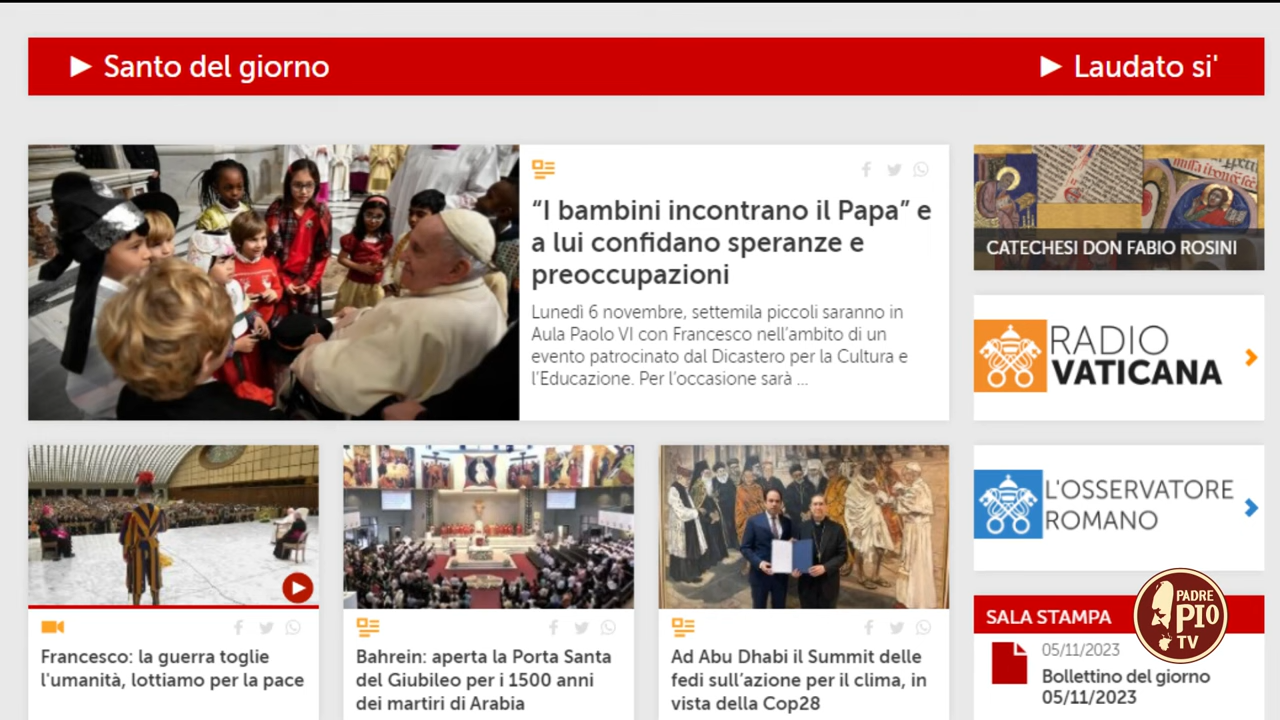 Santo del giorno
Laudato si'
“I bambini incontrano il Papa” e
a lui confidano speranze e
preoccupazioni
Lunedì 6 novembre, settemila piccoli saranno in
Aula Paolo VI con Francesco nell’ambito di un
evento patrocinato dal Dicastero per la Cultura e
l’Educazione. Per l’occasione sarà ...
CATECHESI DON FABIO ROSINI
RADIO
VATICANA
L'OSSERVATORE
ROMANO
Francesco: la guerra toglie
l'umanità, lottiamo per la pace
Bahrein: aperta la Porta Santa
del Giubileo per i 1500 anni
dei martiri di Arabia
Ad Abu Dhabi il Summit delle
fedi sull’azione per il clima, in
vista della Cop28
SALA STAMPA
05/11/2023
Bollettino del giorno
05/11/2023
PADRE
PIO
TV